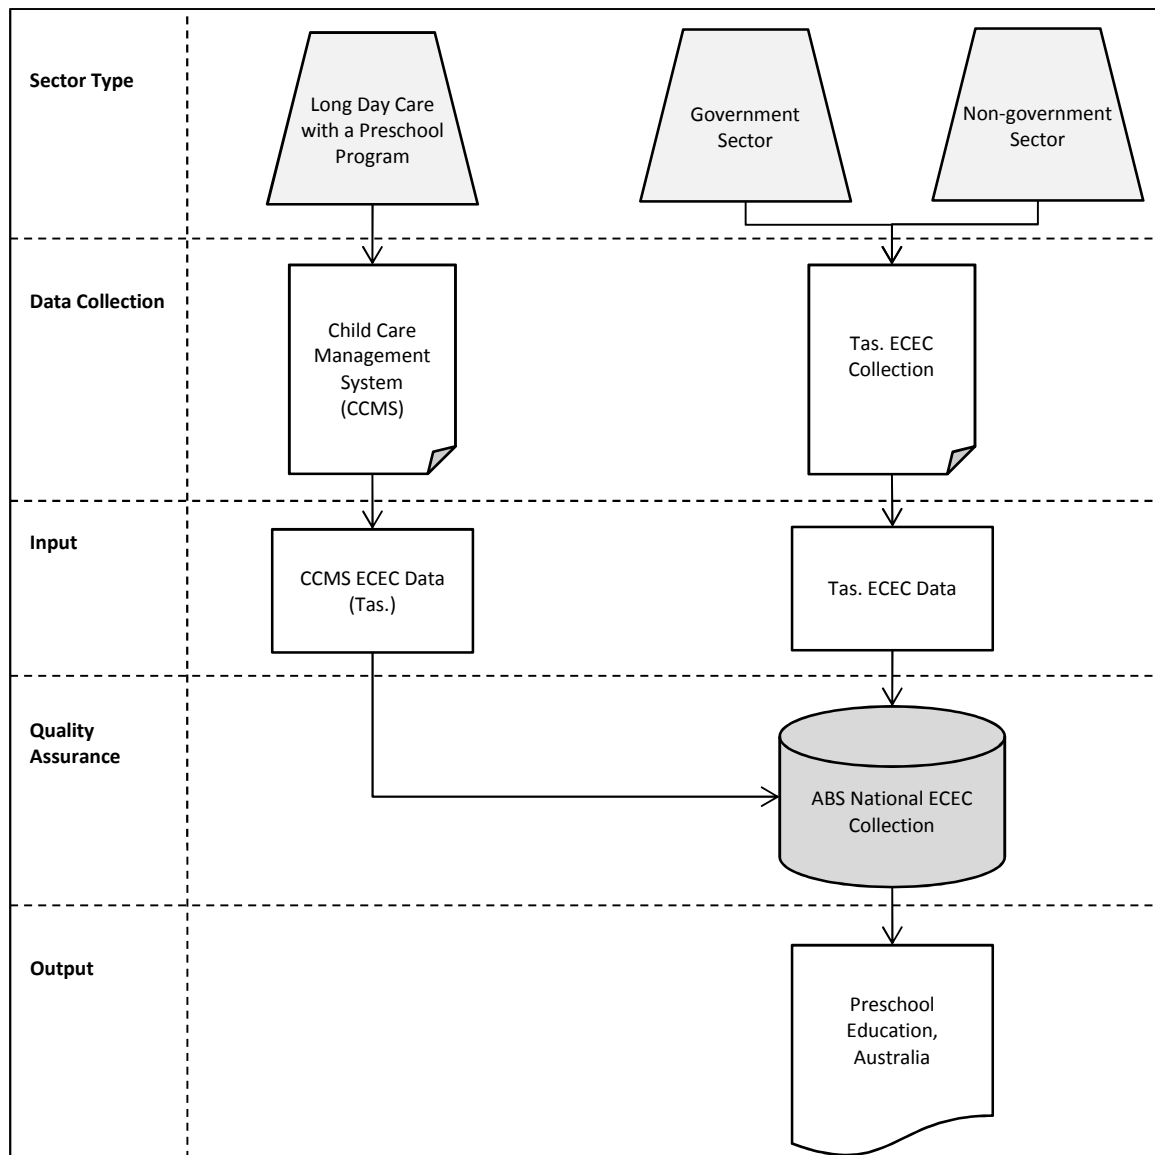 Sector Type
Long Day Care
with a Preschool
Program
Government
Sector
Non-government
Sector
Data Collection
Child Care
Management
System
(CCMS)
Tas. ECEC
Collection
Input
CCMS ECEC Data
(Tas.)
Tas. ECEC Data
Quality
Assurance
ABS National ECEC
Collection
Output
Preschool
Education,
Australia